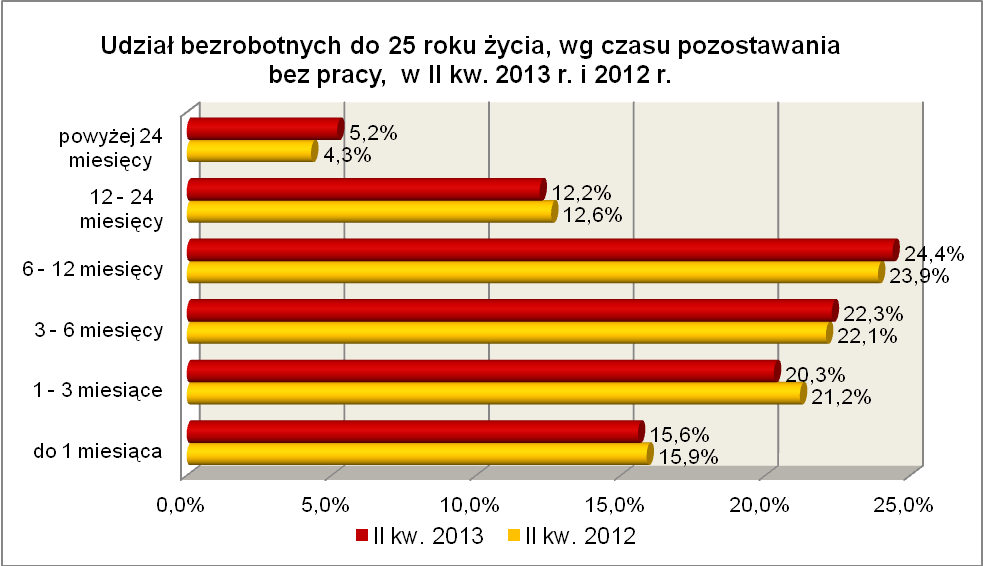 Udział bezrobotnych do 25 roku życia, wg czasu pozostawania
bez pracy, w II kw. 2013 r. i 2012 r.
powyżej 24
miesięcy
5,2%
4,3%
12 - 24
miesięcy
12,2%
12,6%
6 - 12 miesięcy
24,4%
23,9%
3 - 6 miesięcy
22,3%
22,1%
1 - 3 miesiące
20,3%
21,2%
do 1 miesiąca
15,6%
15,9%
0,0% 5,0% 10,0% 15,0% 20,0% 25,0%
II kw. 2013 II kw. 2012